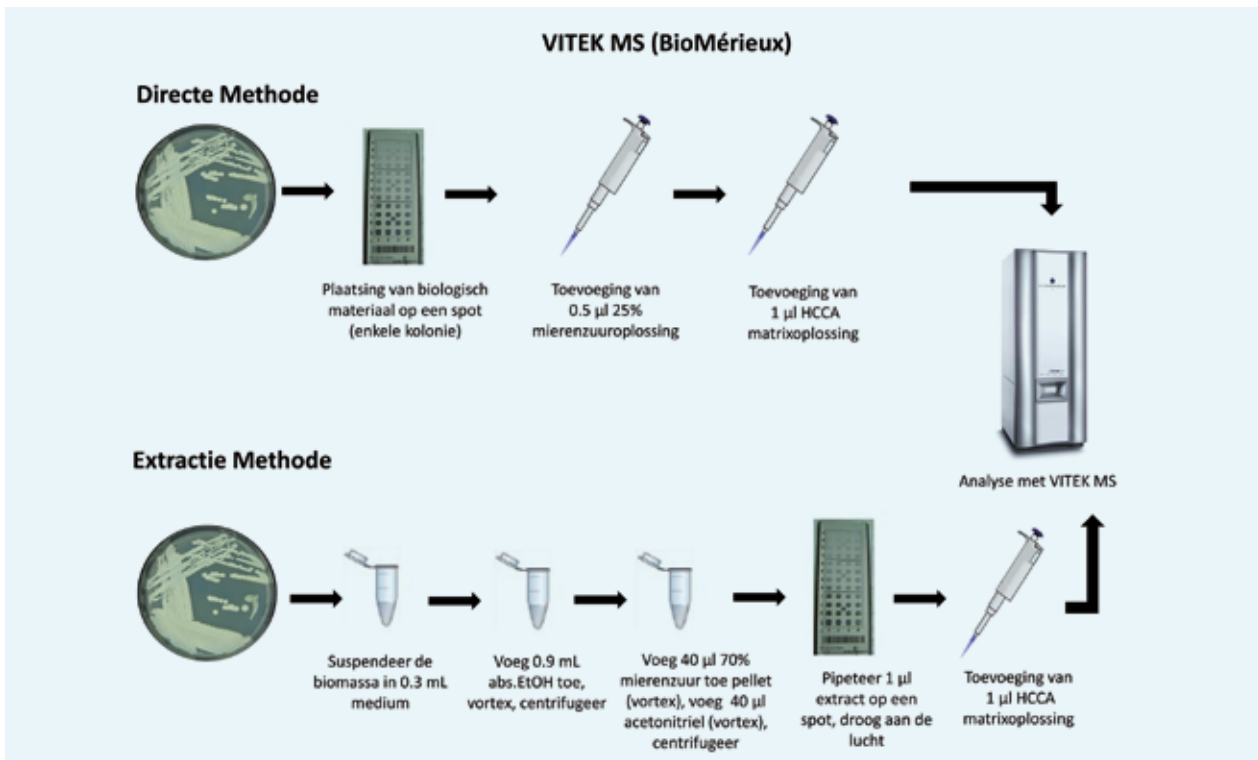 VITEK MS (BioMérieux)
Directe Methode
Plaatsing van biologisch
materiaal op een spot
(enkele kolonie)
Toevoeging van
0.5 µl 25%
mierenzuuroplossing
Toevoeging van
1 µl HCCA
matrixoplossing
Analyse met VITEK MS
Extractie Methode
Suspendeer de
biomassa in 0.3 mL
medium
Voeg 0.9 mL
abs.EtOH toe,
vortex, centrifugeer
Voeg 40 µl 70%
mierenzuur toe pellet
(vortex), voeg 40 µl
acetonitriel (vortex),
centrifugeer
Pipeteer 1 µl
extract op een
spot, droog aan de
lucht
Toevoeging van
1 µl HCCA
matrixoplossing